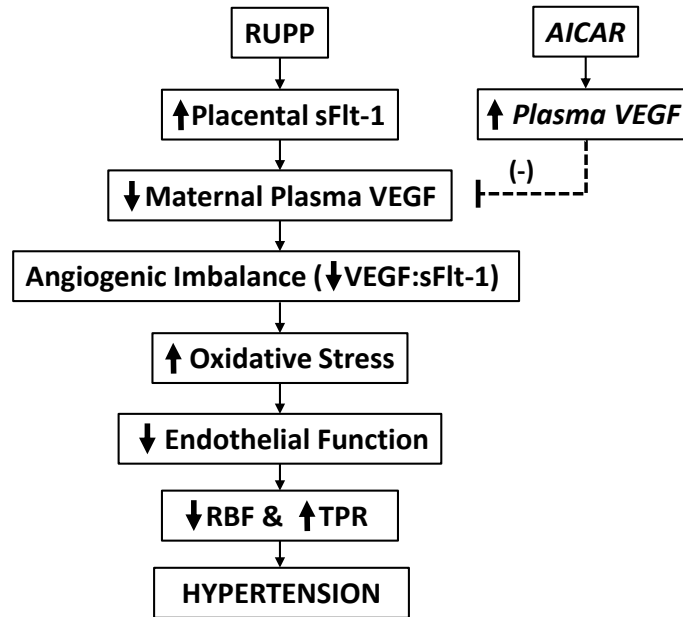 RUPP
AICAR
↑Placental sFlt-1
↑ Plasma VEGF
(-)
↓Maternal Plasma VEGF
Angiogenic Imbalance (↓VEGF:sFlt-1)
↑ Oxidative Stress
↓ Endothelial Function
↓RBF & ↑TPR
HYPERTENSION